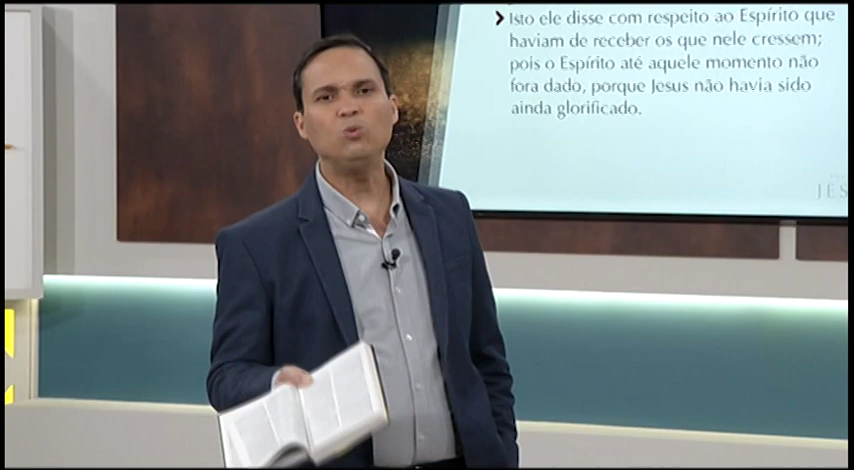 Isto ele disse com respeito ao Espírito que
haviam de receber os que nele cressem;
pois o Espírito até aquele momento não
fora dado, porque Jesus não havia sido
ainda glorificado.